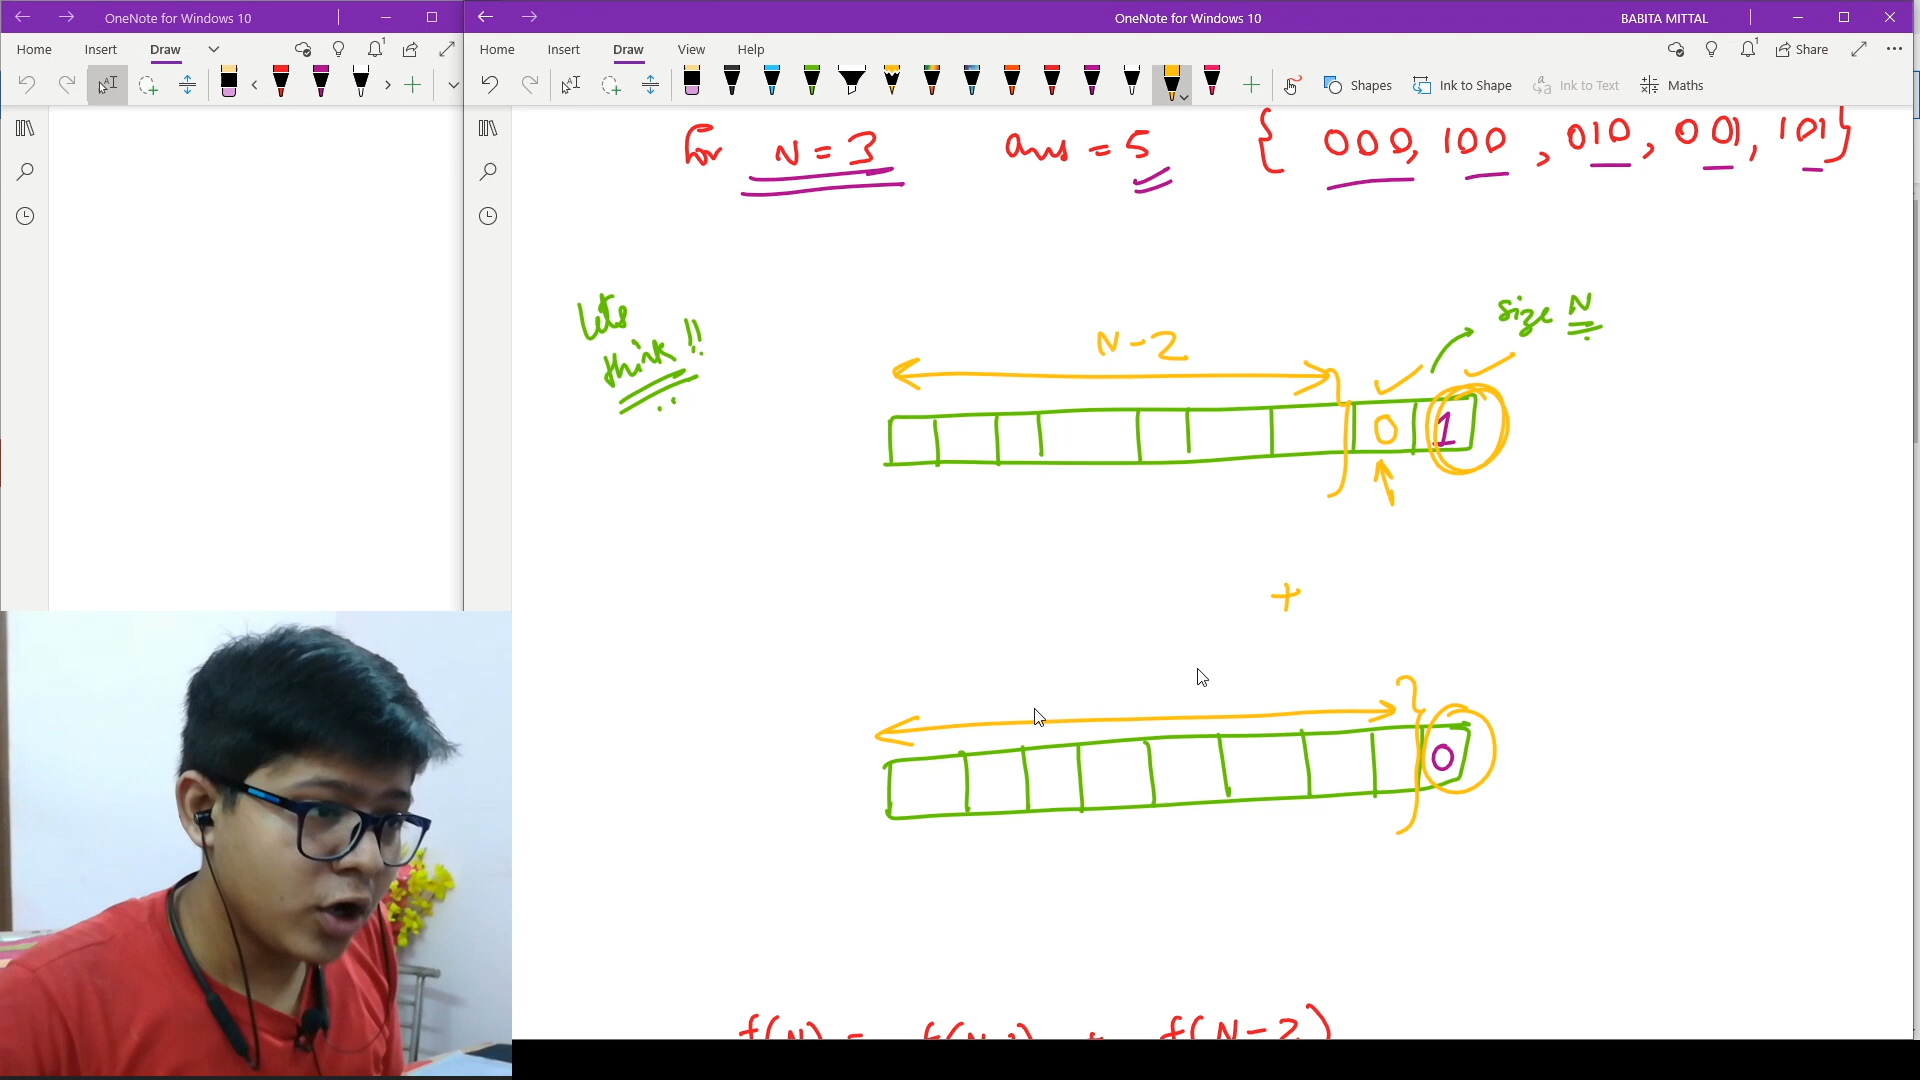 OneNote for Windows 10
OneNote for Windows 10
BABITA MITTAL
Home Insert Draw
Home Insert Draw View Help
Share
Shapes
Ink to Shape
Ink to Text
Maths
For N = 3 ans = 5 { 000, 100, 010, 001, 101}
Lets
think !!
N-2
size N
0 1
+
0
f(N) = + f(N-2)